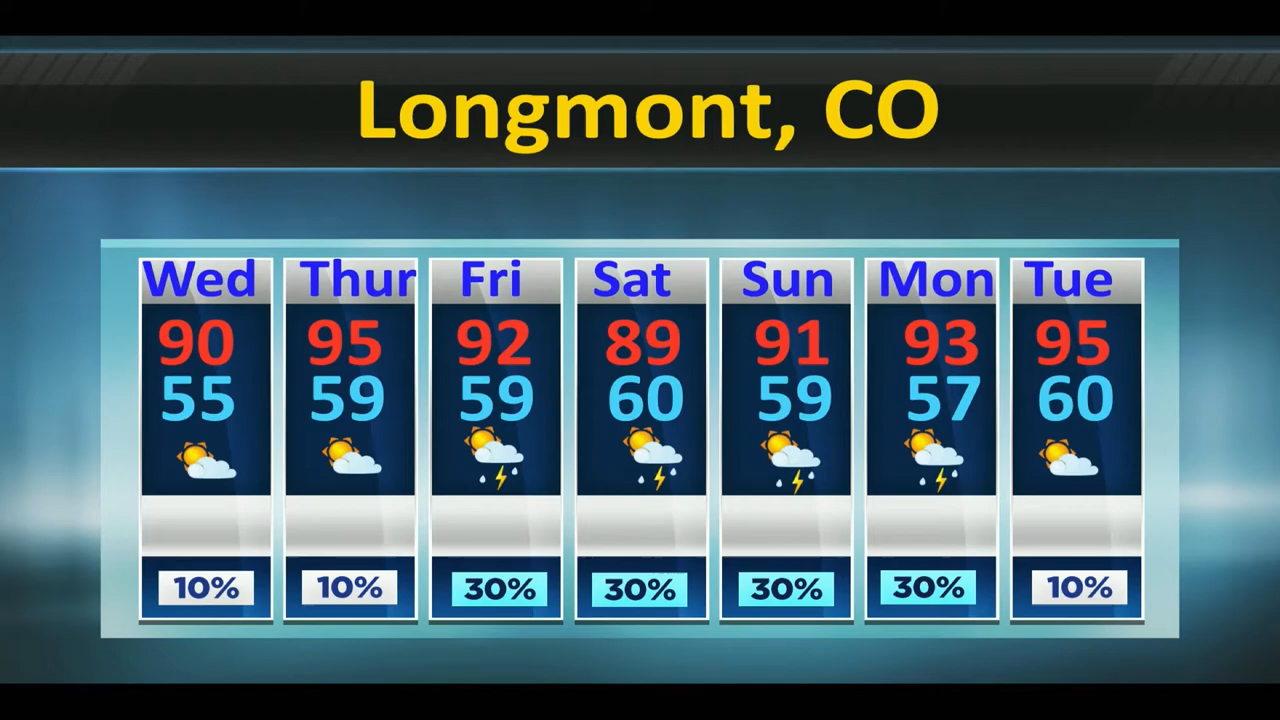 Longmont, CO
Wed Thur Fri Sat Sun Mon Tue
90 95 92 89 91 93 95
55 59 59 60 59 57 60
10% 10% 30% 30% 30% 30% 10%